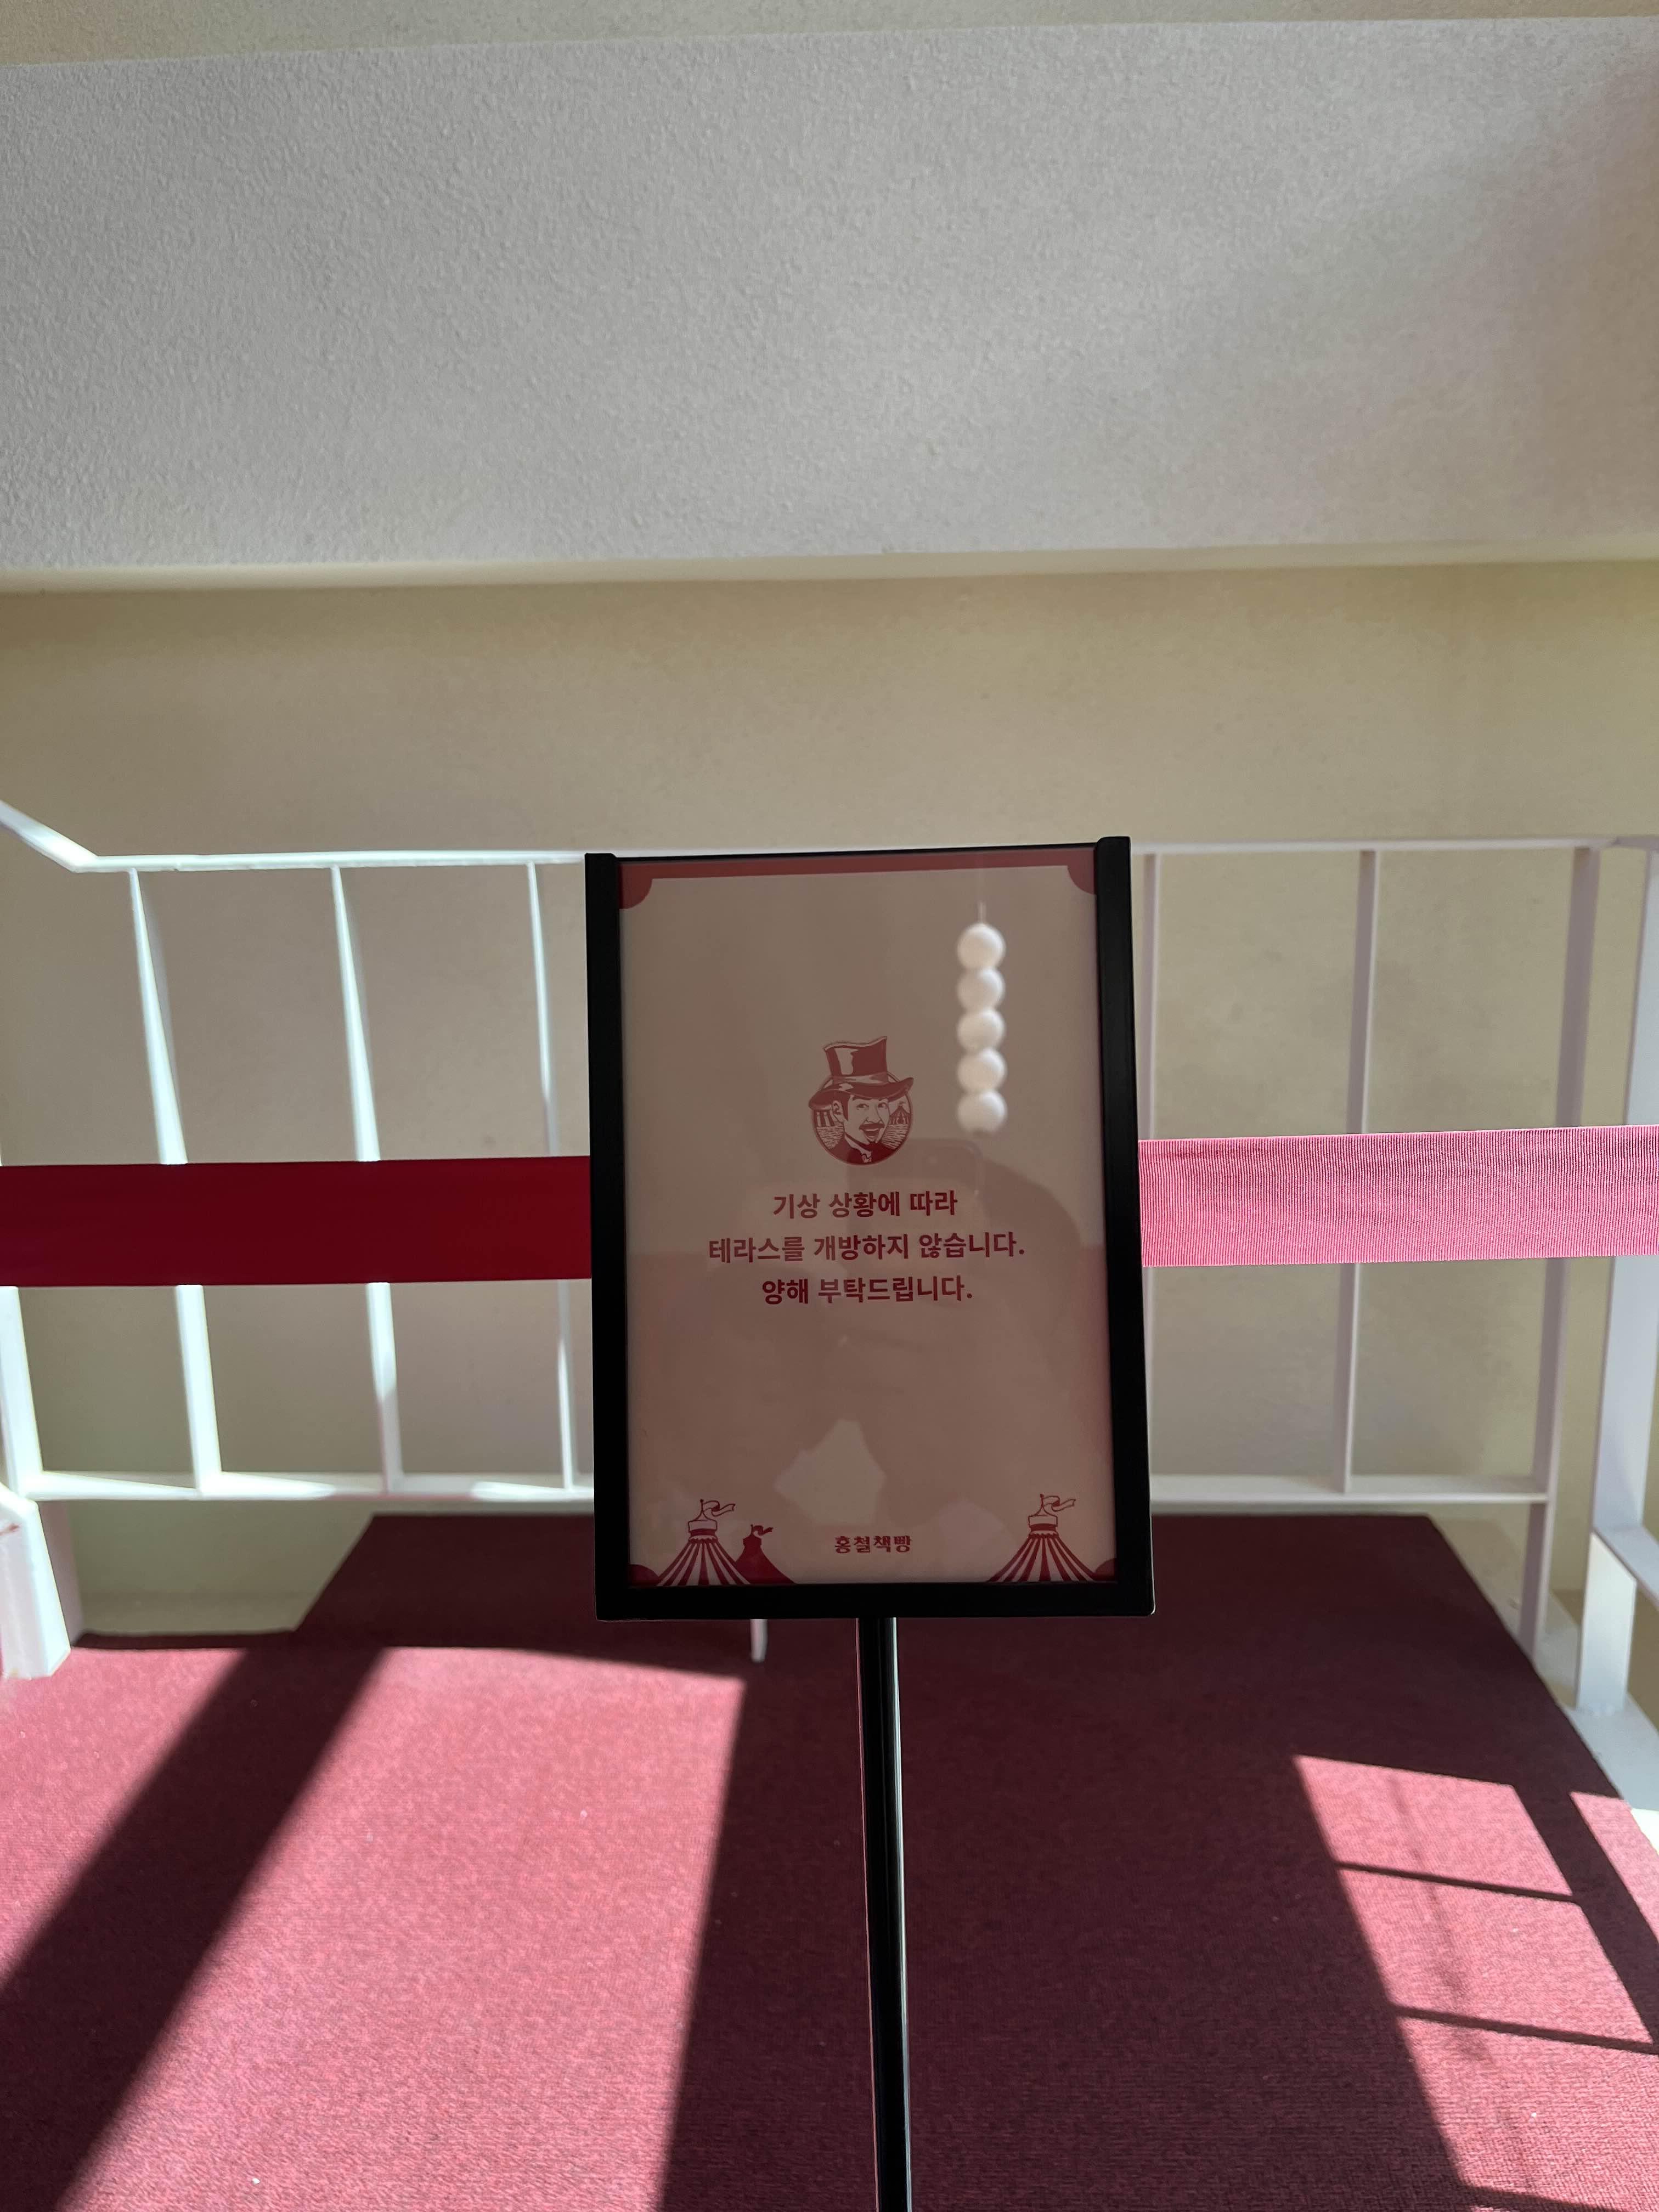 기상 상황에 따라
테라스를 개방하지 않습니다.
양해 부탁드립니다.
홍철책빵